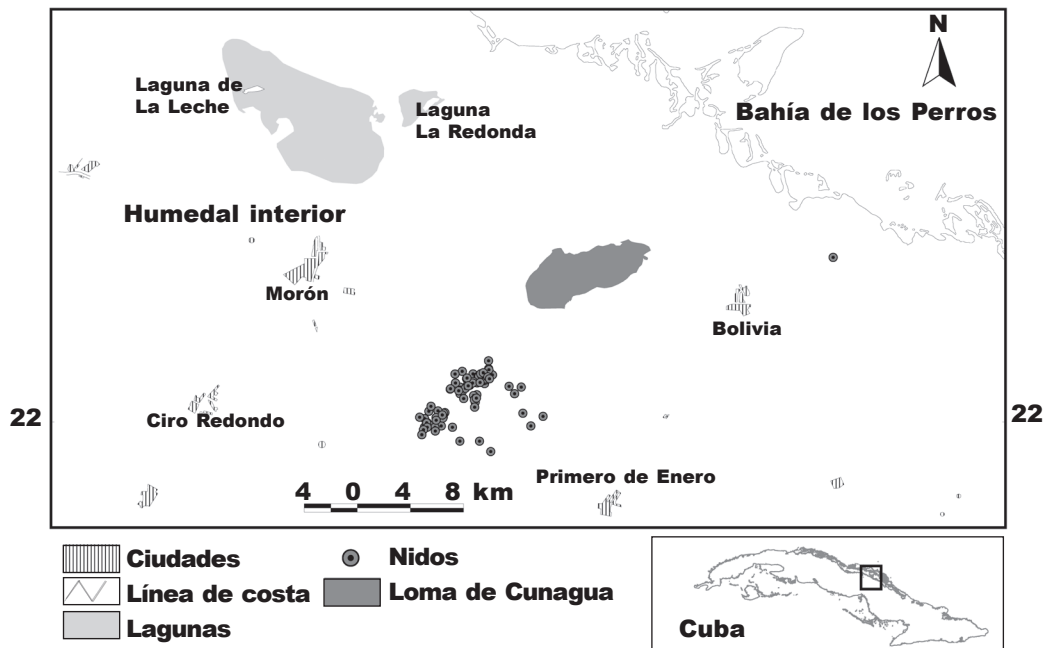 N
Laguna de
La Leche
Laguna
La Redonda
Bahía de los Perros
Humedal interior
Morón
Bolivia
22
Ciro Redondo
22
Primero de Enero
4 0 4 8 km
Ciudades
Nidos
Línea de costa
Loma de Cunagua
Lagunas
Cuba